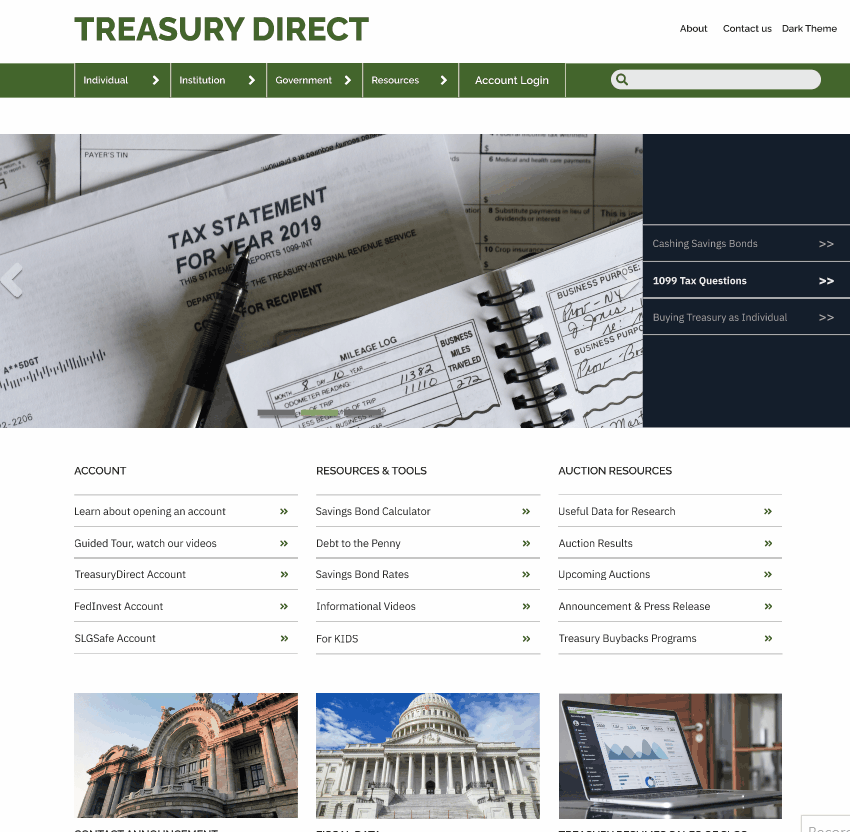 TREASURY DIRECT
About
Contact us
Dark Theme
Individual
Institution
Government
Resources
Account Login
PAYER'S TIN
6 Medical and health care payments
$
$
8 Substitute payments in lieu of
dividends or interest
This is
$
10 Crop insurance
$
TAX STATEMENT
FOR YEAR 2019
THIS STATEMENT REPORTS 1099-INT
OF THE TREASURY-INTERNAL REVENUE SERVICE
FOR RECIPIENT
A**5DGT
2-2206
MILEAGE LOG
BUSINESS
MILES
TRAVELED
MONTH 8 DAY 10 YEAR
ODOMETER READING:
11382
11110
272
OF TRIP
BUSINESS PURPOSE:
BUSINESS PURPO
Cashing Savings Bonds >>
1099 Tax Questions >>
Buying Treasury as Individual >>
ACCOUNT
Learn about opening an account »
Guided Tour, watch our videos »
TreasuryDirect Account »
FedInvest Account »
SLGSafe Account »
RESOURCES & TOOLS
Savings Bond Calculator »
Debt to the Penny »
Savings Bond Rates »
Informational Videos »
For KIDS »
AUCTION RESOURCES
Useful Data for Research »
Auction Results »
Upcoming Auctions »
Announcement & Press Release »
Treasury Buybacks Programs »